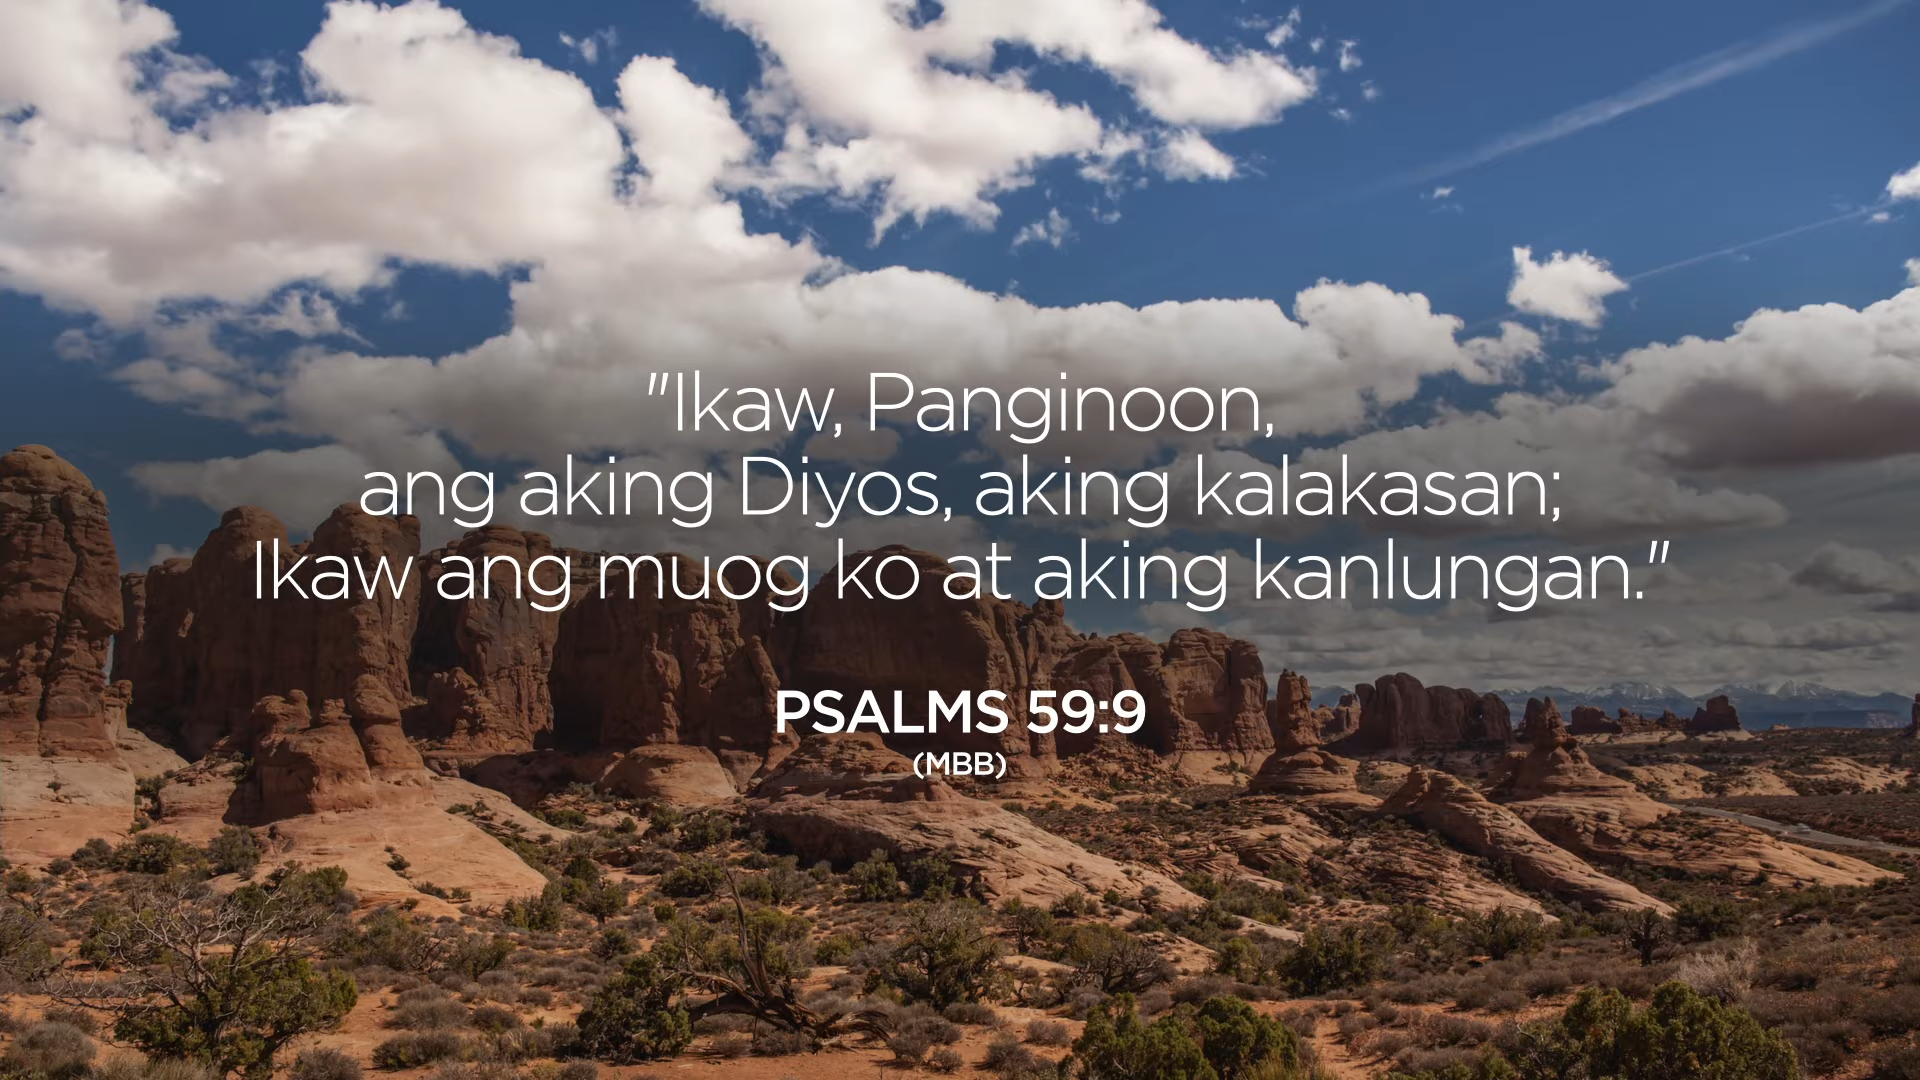 "Ikaw, Panginoon,
ang aking Diyos, aking kalakasan;
Ikaw ang muog ko at aking kanlungan."
PSALMS 59:9
(MBB)